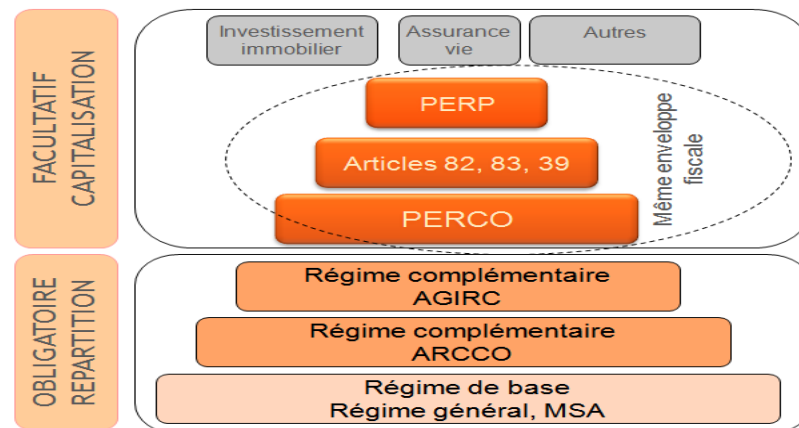 FACULTATIF
CAPITALISATION
Investissement
immobilier
Assurance
vie
Autres
PERP
Articles 82, 83, 39
PERCO
Même enveloppe
fiscale
OBLIGATOIRE
REPARTITION
Régime complémentaire
AGIRC
Régime complémentaire
ARCCO
Régime de base
Régime général, MSA